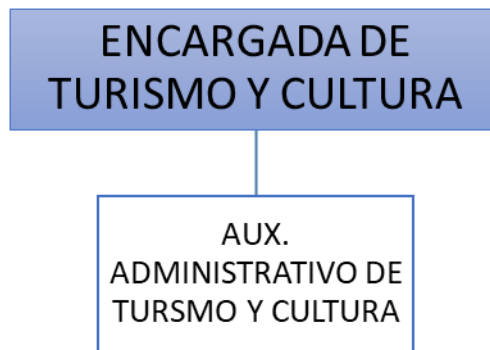 ENCARGADA DE
TURISMO Y CULTURA
AUX.
ADMINISTRATIVO DE
TURSMO Y CULTURA